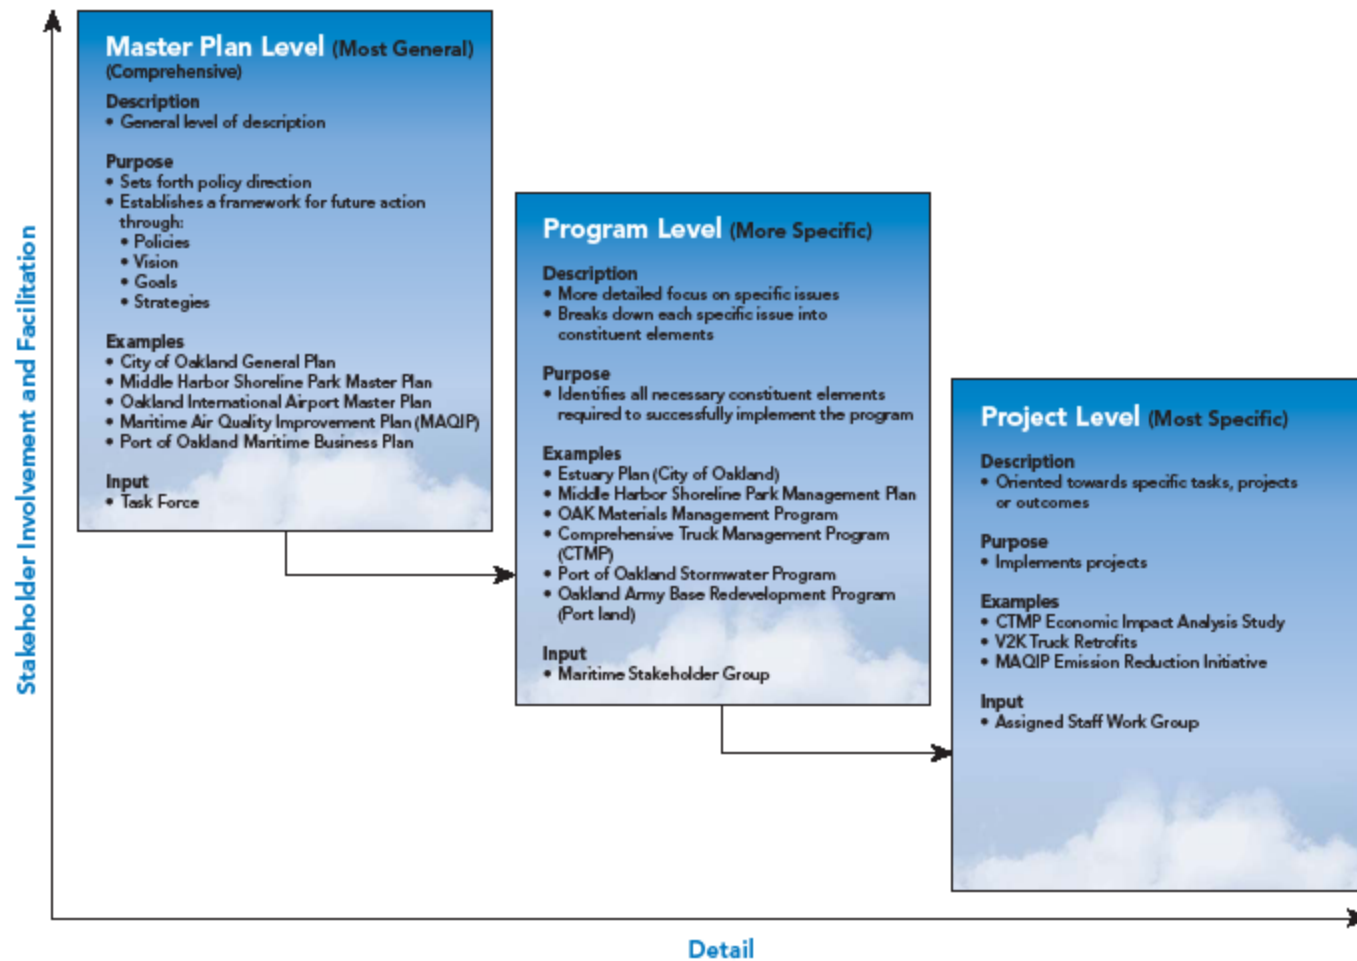 Stakeholder Involvement and Facilitation
Master Plan Level (Most General)
(Comprehensive)
Description
• General level of description
Purpose
• Sets forth policy direction
• Establishes a framework for future action
through:
• Policies
• Vision
• Goals
• Strategies
Examples
• City of Oakland General Plan
• Middle Harbor Shoreline Park Master Plan
• Oakland International Airport Master Plan
• Maritime Air Quality Improvement Plan (MAQIP)
• Port of Oakland Maritime Business Plan
Input
• Task Force
Program Level (More Specific)
Description
• More detailed focus on specific issues
• Breaks down each specific issue into
constituent elements
Purpose
• Identifies all necessary constituent elements
required to successfully implement the program
Examples
• Estuary Plan (City of Oakland)
• Middle Harbor Shoreline Park Management Plan
• OAK Materials Management Program
• Comprehensive Truck Management Program
(CTMP)
• Port of Oakland Stormwater Program
• Oakland Army Base Redevelopment Program
(Port land)
Input
• Maritime Stakeholder Group
Project Level (Most Specific)
Description
• Oriented towards specific tasks, projects
or outcomes
Purpose
• Implements projects
Examples
• CTMP Economic Impact Analysis Study
• V2K Truck Retrofits
• MAQIP Emission Reduction Initiative
Input
• Assigned Staff Work Group
Detail